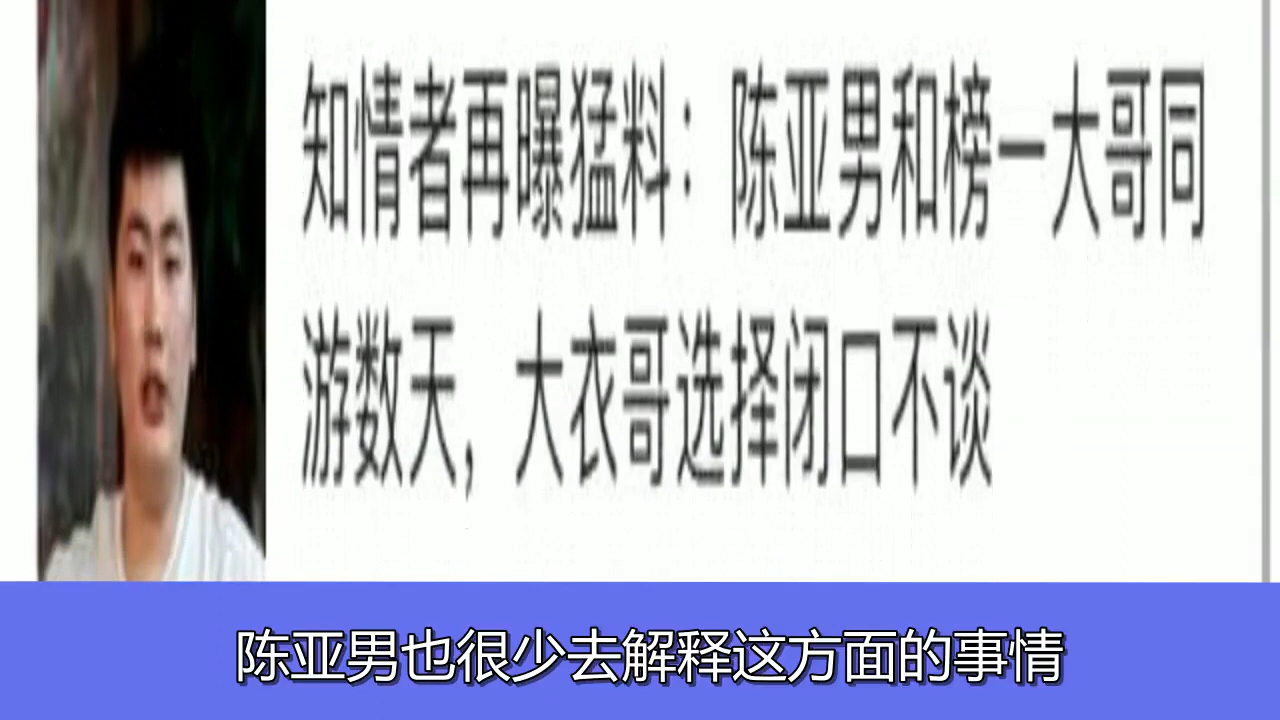 知情者再曝猛料：陈亚男和榜一大哥同
游数天，大衣哥选择闭口不谈
陈亚男也很少去解释这方面的事情